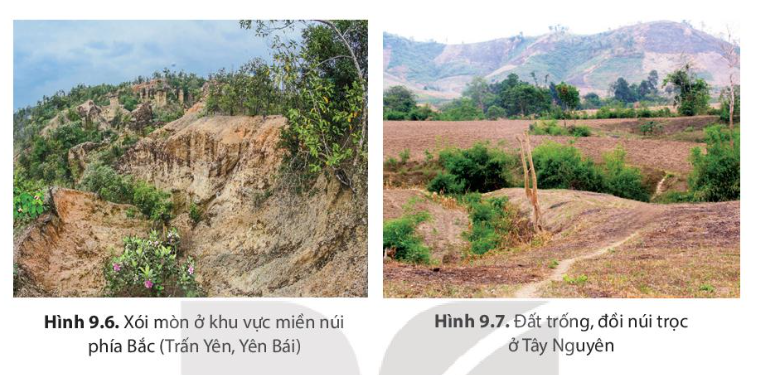 Hình 9.6. Xói mòn ở khu vực miền núi
phía Bắc (Trấn Yên, Yên Bái)
Hình 9.7. Đất trống, đồi núi trọc
ở Tây Nguyên